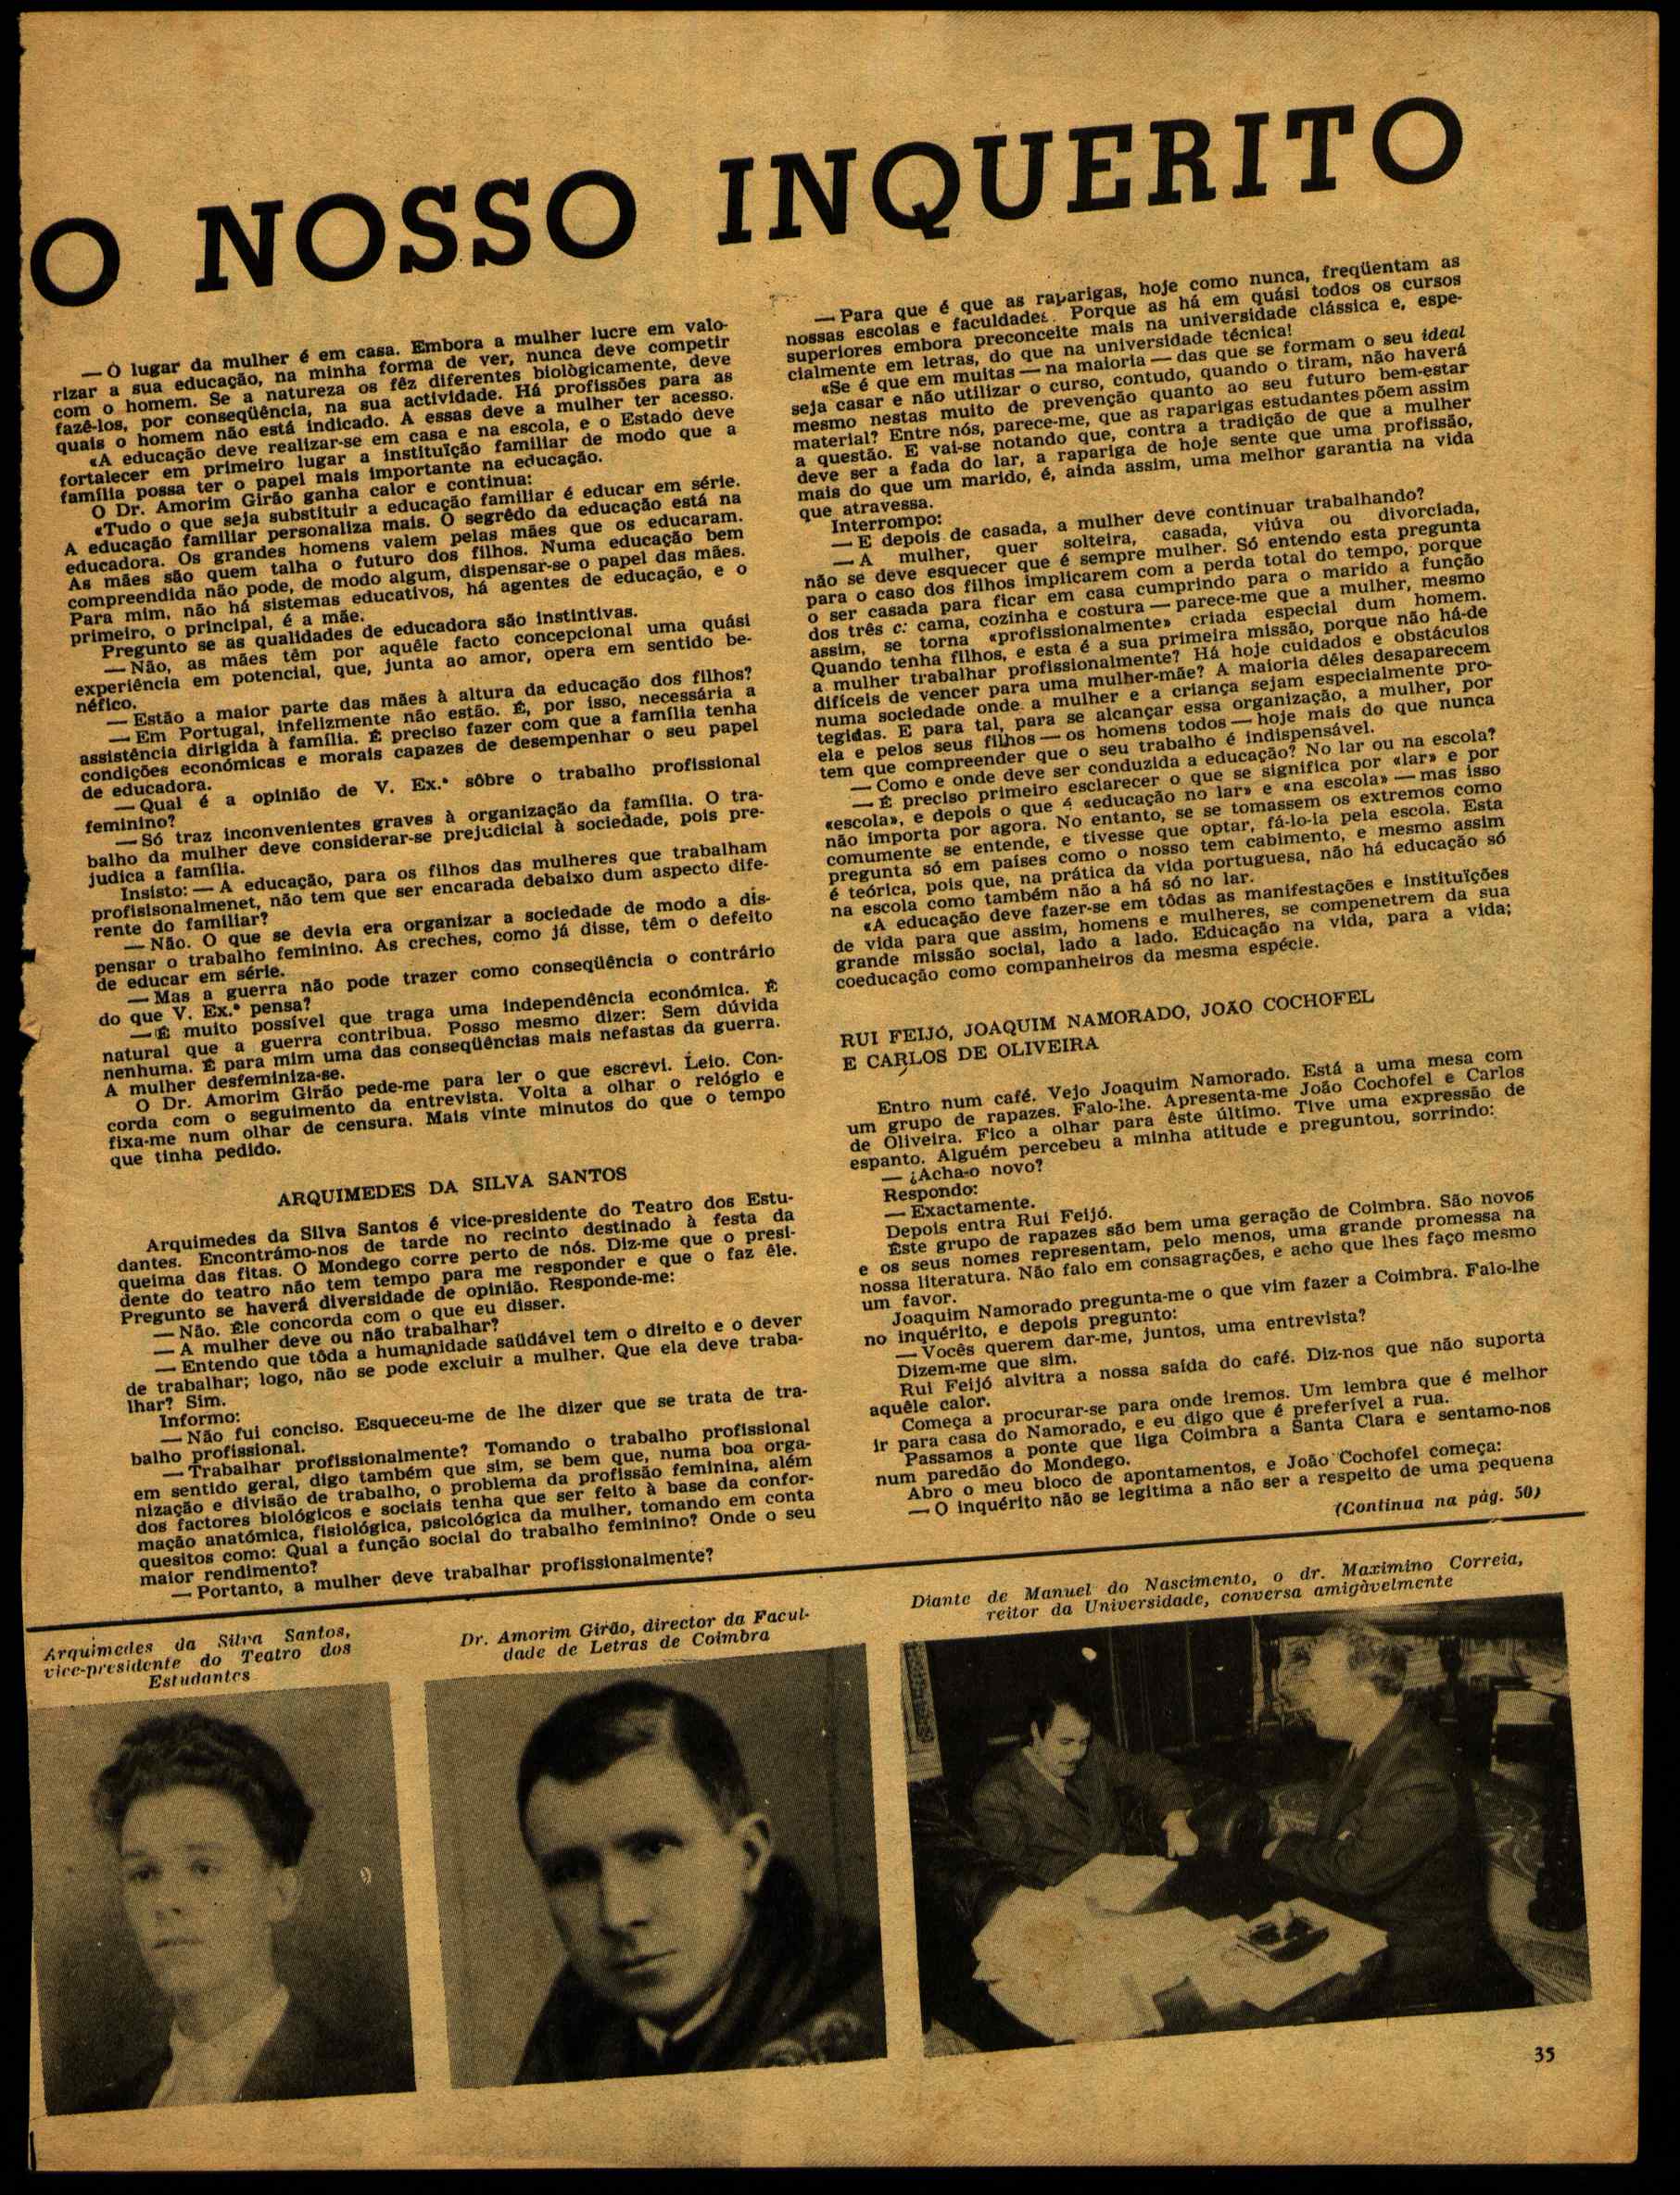 O NOSSO INQUERITO
— O lugar da mulher é em casa. Embora a mulher lucre em valo-
rizar a sua educação, na minha forma de ver, nunca deve competir
com o homem. Se a natureza os fêz diferentes biològicamente, deve
fazê-los, por conseqüência, na sua actividade. Há profissões para as
quais o homem não está indicado. A essas deve a mulher ter acesso.
«A educação deve realizar-se em casa e na escola, e o Estado deve
fortalecer em primeiro lugar a instituïção familiar de modo que a
família possa ter o papel mais importante na educação.
O Dr. Amorim Girão ganha calor e continua:
«Tudo o que seja substituir a educação familiar é educar em série.
A educação familiar personaliza mais. O segrêdo da educação está na
educadora. Os grandes homens valem pelas mães que os educaram.
As mães são quem talha o futuro dos filhos. Numa educação bem
compreendida não pode, de modo algum, dispensar-se o papel das mães.
Para mim, não há sistemas educativos, há agentes de educação, e o
primeiro, o principal, é a mãe.
Pregunto se as qualidades de educadora são instintivas.
— Não, as mães têm por aquêle facto concepcional uma quási
experiência em potencial, que, junta ao amor, opera em sentido be-
néfico.
— Estão a maior parte das mães à altura da educação dos filhos?
— Em Portugal, infelizmente não estão. É, por isso, necessária a
assistência dirigida à família. É preciso fazer com que a família tenha
condições económicas e morais capazes de desempenhar o seu papel
de educadora.
— Qual é a opinião de V. Ex.ª sôbre o trabalho profissional
feminino?
— Só traz inconvenientes graves à organização da família. O tra-
balho da mulher deve considerar-se prejudicial à sociedade, pois pre-
judica a família.
Insisto: — A educação, para os filhos das mulheres que trabalham
profisisonalmenet, não tem que ser encarada debaixo dum aspecto dife-
rente do familiar?
— Não. O que se devia era organizar a sociedade de modo a dis-
pensar o trabalho feminino. As creches, como já disse, têm o defeito
de educar em série.
— Mas a guerra não pode trazer como conseqüência o contrário
do que V. Ex.ª pensa?
— É muito possível que traga uma independência económica. É
natural que a guerra contribua. Posso mesmo dizer: Sem dúvida
nenhuma. É para mim uma das conseqüências mais nefastas da guerra.
A mulher desfeminiza-se.
O Dr. Amorim Girão pede-me para ler o que escrevi. Leio. Con-
corda com o seguimento da entrevista. Volta a olhar o relógio e
fixa-me num olhar de censura. Mais vinte minutos do que o tempo
que tinha pedido.
ARQUIMEDES DA SILVA SANTOS
Arquimedes da Silva Santos é vice-presidente do Teatro dos Estu-
dantes. Encontrámo-nos de tarde no recinto destinado à festa da
queima das fitas. O Mondego corre perto de nós. Diz-me que o presi-
dente do teatro não tem tempo para me responder e que o faz êle.
Pregunto se haverá diversidade de opinião. Responde-me:
— Não. Êle concorda com o que eu disser.
— A mulher deve ou não trabalhar?
— Entendo que tôda a humanidade saüdável tem o direito e o dever
de trabalhar; logo, não se pode excluir a mulher. Que ela deve traba-
lhar? Sim.
Informo:
— Não fui conciso. Esqueceu-me de lhe dizer que se trata de tra-
balho profissional.
— Trabalhar profissionalmente? Tomando o trabalho profissional
em sentido geral, digo também que sim, se bem que, numa boa orga-
nização e divisão de trabalho, o problema da profissão feminina, além
dos factores biológicos e sociais tenha que ser feito à base da confor-
mação anatómica, fisiológica, psicológica da mulher, tomando em conta
quesitos como: Qual a função social do trabalho feminino? Onde o seu
maior rendimento?
— Portanto, a mulher deve trabalhar profissionalmente?
— Para que é que as raparigas, hoje como nunca, freqüentam as
nossas escolas e faculdades. Porque as há em quási todos os cursos
superiores embora preconceite mais na universidade clássica e, espe-
cialmente em letras, do que na universidade técnica!
«Se é que em muitas — na maioria — das que se formam o seu ideal
seja casar e não utilizar o curso, contudo, quando o tiram, não haverá
mesmo nestas muito de prevenção quanto ao seu futuro bem-estar
material? Entre nós, parece-me, que as raparigas estudantes põem assim
a questão. E vai-se notando que, contra a tradição de que a mulher
deve ser a fada do lar, a rapariga de hoje sente que uma profissão,
mais do que um marido, é, ainda assim, uma melhor garantia na vida
que atravessa.
Interrompo:
— E depois de casada, a mulher deve continuar trabalhando?
— A mulher, quer solteira, casada, viúva ou divorciada,
não se deve esquecer que é sempre mulher. Só entendo esta pregunta
para o caso dos filhos implicarem com a perda total do tempo, porque
o ser casada para ficar em casa cumprindo para o marido a função
dos três c: cama, cozinha e costura — parece-me que a mulher, mesmo
assim, se torna «profissionalmente» criada especial dum homem.
Quando tenha filhos, e esta é a sua primeira missão, porque não há-de
a mulher trabalhar profissionalmente? Há hoje cuidados e obstáculos
difíceis de vencer para uma mulher-mãe? A maioria dêles desaparecem
numa sociedade onde a mulher e a criança sejam especialmente pro-
tegidas. E para tal, para se alcançar essa organização, a mulher, por
ela e pelos seus filhos — os homens todos — hoje mais do que nunca
tem que compreender que o seu trabalho é indispensável.
— Como e onde deve ser conduzida a educação? No lar ou na escola?
— É preciso primeiro esclarecer o que se significa por «lar» e por
«escola», e depois o que é «educação no lar» e «na escola» — mas isso
não importa por agora. No entanto, se se tomassem os extremos como
comumente se entende, e tivesse que optar, fá-lo-ia pela escola. Esta
pregunta só em países como o nosso tem cabimento, e mesmo assim
é teórica, pois que, na prática da vida portuguesa, não há educação só
na escola como também não a há só no lar.
«A educação deve fazer-se em tôdas as manifestações e instituïções
de vida para que assim, homens e mulheres, se compenetrem da sua
grande missão social, lado a lado. Educação na vida, para a vida;
coeducação como companheiros da mesma espécie.
RUI FEIJÓ, JOAQUIM NAMORADO, JOÃO COCHOFEL
E CARLOS DE OLIVEIRA
Entro num café. Vejo Joaquim Namorado. Está a uma mesa com
um grupo de rapazes. Falo-lhe. Apresenta-me João Cochofel e Carlos
de Oliveira. Fico a olhar para êste último. Tive uma expressão de
espanto. Alguém percebeu a minha atitude e preguntou, sorrindo:
— ¿Acha-o novo?
Respondo:
— Exactamente.
Depois entra Rui Feijó.
Êste grupo de rapazes são bem uma geração de Coimbra. São novos
e os seus nomes representam, pelo menos, uma grande promessa na
nossa literatura. Não falo em consagrações, e acho que lhes faço mesmo
um favor.
Joaquim Namorado pregunta-me o que vim fazer a Coimbra. Falo-lhe
no inquérito, e depois pregunto:
— Vocês querem dar-me, juntos, uma entrevista?
Dizem-me que sim.
Rui Feijó alvitra a nossa saída do café. Diz-nos que não suporta
aquêle calor.
Começa a procurar-se para onde iremos. Um lembra que é melhor
ir para casa do Namorado, e eu digo que é preferível a rua.
Passamos a ponte que liga Coimbra a Santa Clara e sentamo-nos
num paredão do Mondego.
Abro o meu bloco de apontamentos, e João Cochofel começa:
— O inquérito não se legitima a não ser a respeito de uma pequena
(Continua na pág. 50)
Arquimedes da Silva Santos,
vice-presidente do Teatro dos
Estudantes
Dr. Amorim Girão, director da Facul-
dade de Letras de Coimbra
Diante de Manuel do Nascimento, o dr. Maximino Correia,
reitor da Universidade, conversa amigàvelmente
35